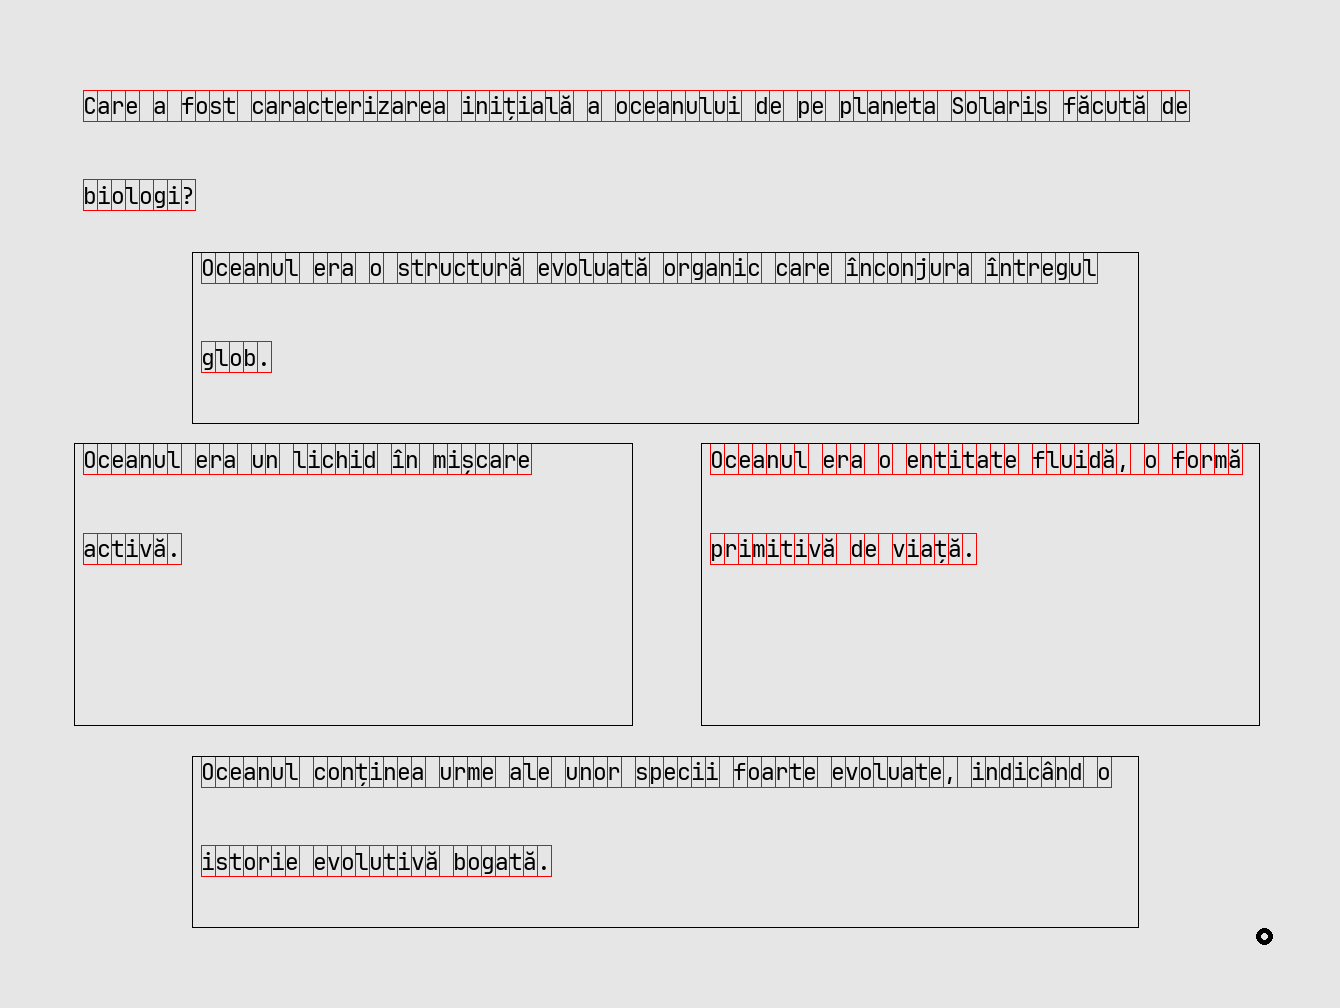 Care a fost caracterizarea inițială a oceanului de pe planeta Solaris făcută de
biologi?
Oceanul era o structură evoluată organic care înconjura întregul
glob.
Oceanul era un lichid în mișcare
activă.
Oceanul era o entitate fluidă, o formă
primitivă de viață.
Oceanul conținea urme ale unor specii foarte evoluate, indicând o
istorie evolutivă bogată.